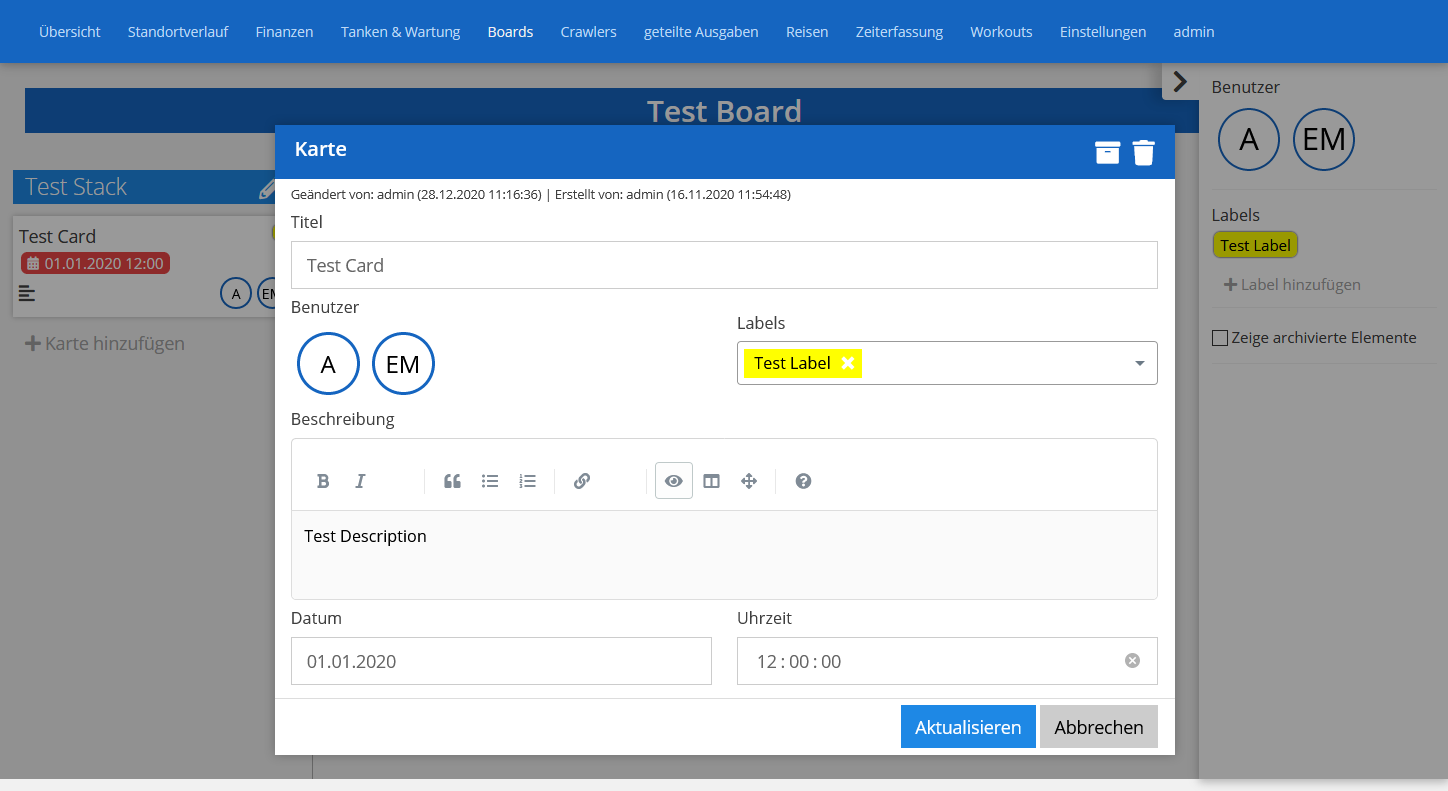 Übersicht Standortverlauf Finanzen Tanken & Wartung Boards Crawlers geteilte Ausgaben Reisen Zeiterfassung Workouts Einstellungen admin
Test Board
Test Stack
Test Card
01.01.2020 12:00
A EM
Karte hinzufügen
Karte
Geändert von: admin (28.12.2020 11:16:36) | Erstellt von: admin (16.11.2020 11:54:48)
Titel
Test Card
Benutzer
A EM
Labels
Test Label
Beschreibung
Test Description
Datum
01.01.2020
Uhrzeit
12 : 00 : 00
Aktualisieren Abbrechen
Benutzer
A EM
Labels
Test Label
Label hinzufügen
Zeige archivierte Elemente